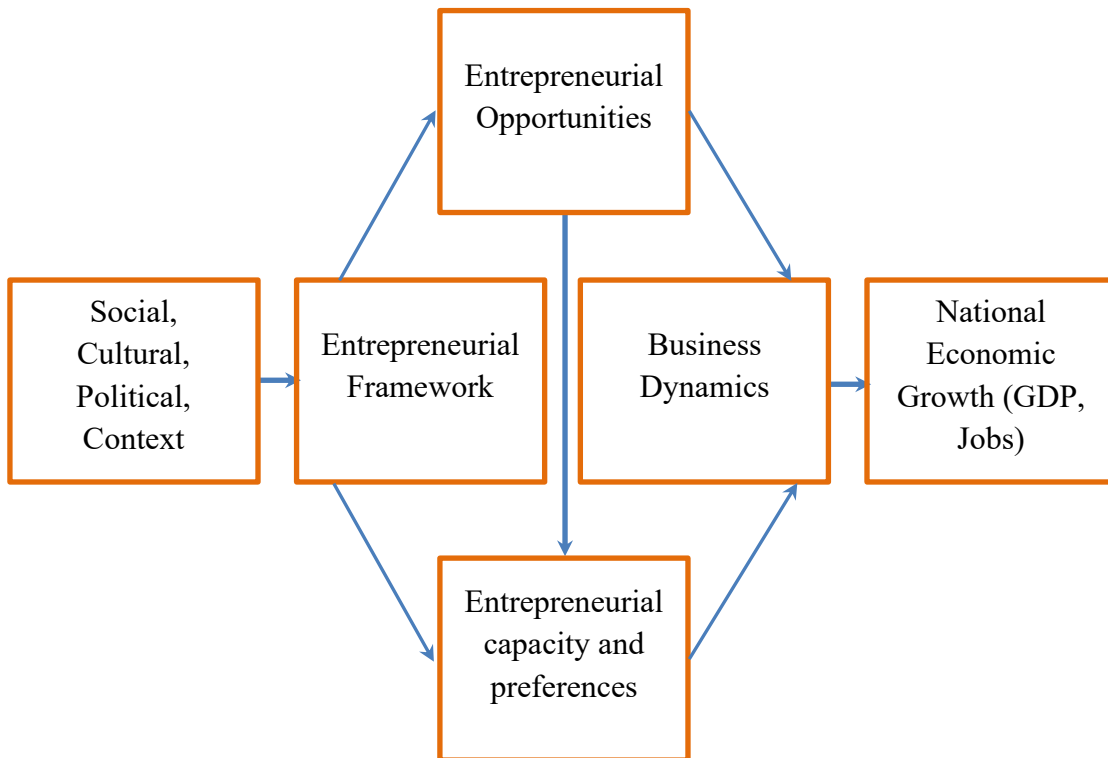 Entrepreneurial
Opportunities
Social,
Cultural,
Political,
Context
Entrepreneurial
Framework
Business
Dynamics
National
Economic
Growth (GDP,
Jobs)
Entrepreneurial
capacity and
preferences